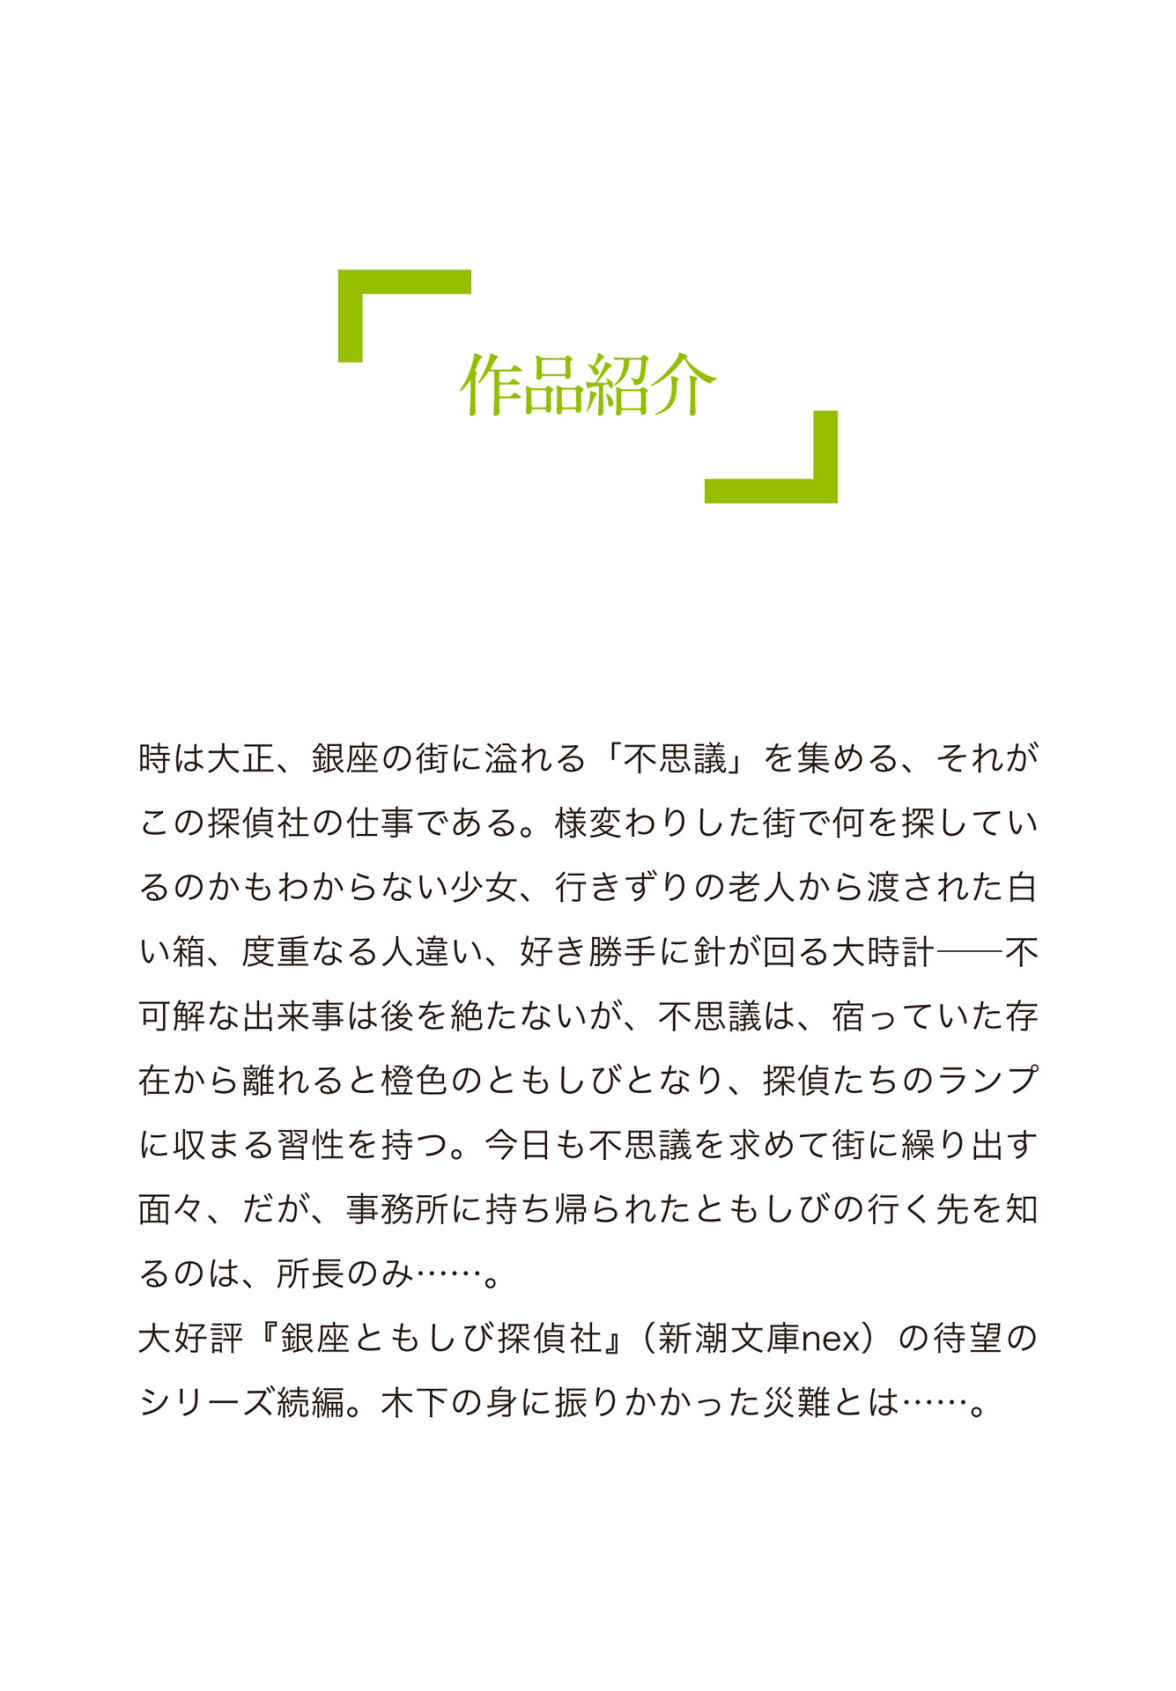 作品紹介
時は大正、銀座の街に溢れる「不思議」を集める、それが
この探偵社の仕事である。様変わりした街で何を探してい
るのかもわからない少女、行きずりの老人から渡された白
い箱、度重なる人違い、好き勝手に針が回る大時計――不
可解な出来事は後を絶たないが、不思議は、宿っていた存
在から離れると橙色のともしびとなり、探偵たちのランプ
に収まる習性を持つ。今日も不思議を求めて街に繰り出す
面々、だが、事務所に持ち帰られたともしびの行く先を知
るのは、所長のみ……。
大好評『銀座ともしび探偵社』（新潮文庫nex）の待望の
シリーズ続編。木下の身に振りかかった災難とは……。